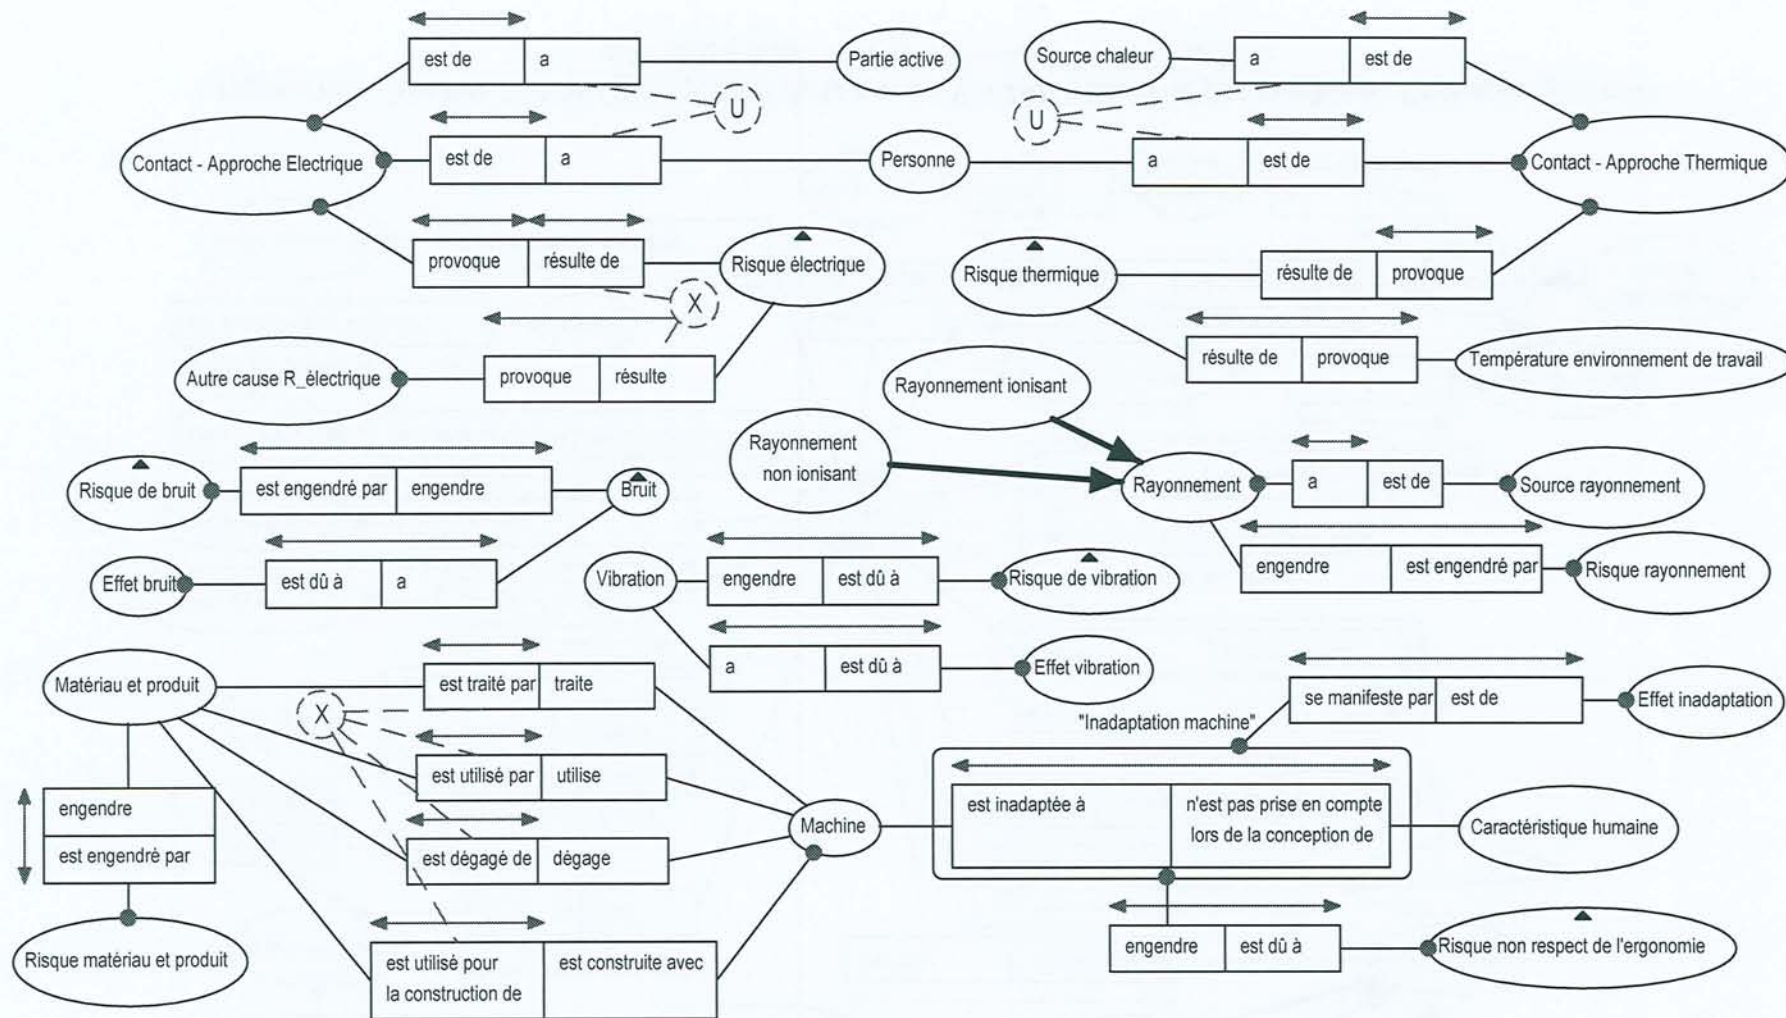 est de
a
Partie active
Source chaleur
a
est de
U
U
Contact - Approche Electrique
est de
a
Personne
a
est de
Contact - Approche Thermique
provoque
résulte de
Risque électrique
Risque thermique
résulte de
provoque
X
Autre cause R_électrique
provoque
résulte
résulte de
provoque
Température environnement de travail
Rayonnement ionisant
Rayonnement
non ionisant
Risque de bruit
est engendré par
engendre
Bruit
Rayonnement
a
est de
Source rayonnement
Effet bruit
est dû à
a
Vibration
engendre
est dû à
Risque de vibration
engendre
est engendré par
Risque rayonnement
a
est dû à
Effet vibration
Matériau et produit
est traité par
traite
X
"Inadaptation machine"
se manifeste par
est de
Effet inadaptation
est utilisé par
utilise
engendre
est engendré par
est dégagé de
dégage
Machine
est inadaptée à
n'est pas prise en compte
lors de la conception de
Caractéristique humaine
Risque matériau et produit
est utilisé pour
la construction de
est construite avec
engendre
est dû à
Risque non respect de l'ergonomie